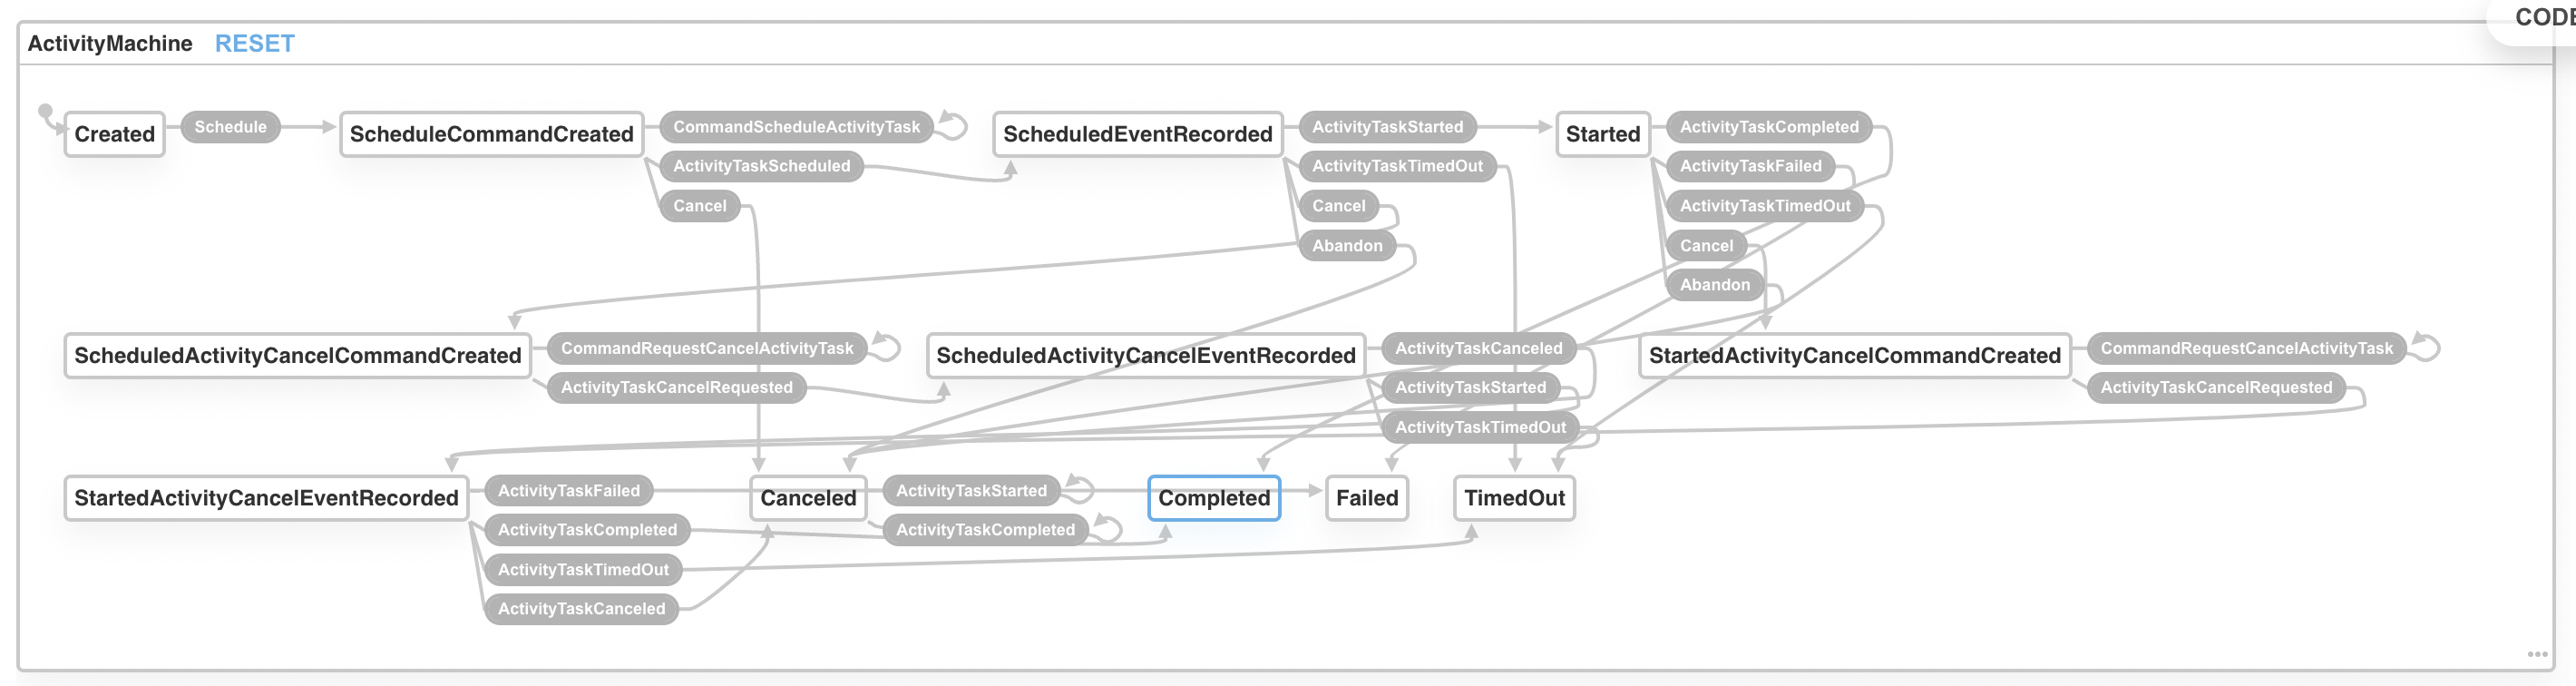 CODE
ActivityMachine RESET
Created Schedule ScheduleCommandCreated CommandScheduleActivityTask ScheduledEventRecorded ActivityTaskStarted Started ActivityTaskCompleted
ActivityTaskScheduled ActivityTaskTimedOut ActivityTaskFailed
Cancel Cancel ActivityTaskTimedOut
Abandon Cancel
Abandon
ScheduledActivityCancelCommandCreated CommandRequestCancelActivityTask ScheduledActivityCancelEventRecorded ActivityTaskCanceled StartedActivityCancelCommandCreated CommandRequestCancelActivityTask
ActivityTaskCancelRequested ActivityTaskStarted ActivityTaskCancelRequested
ActivityTaskTimedOut
StartedActivityCancelEventRecorded ActivityTaskFailed Canceled ActivityTaskStarted Completed Failed TimedOut
ActivityTaskCompleted ActivityTaskCompleted
ActivityTaskTimedOut
ActivityTaskCanceled